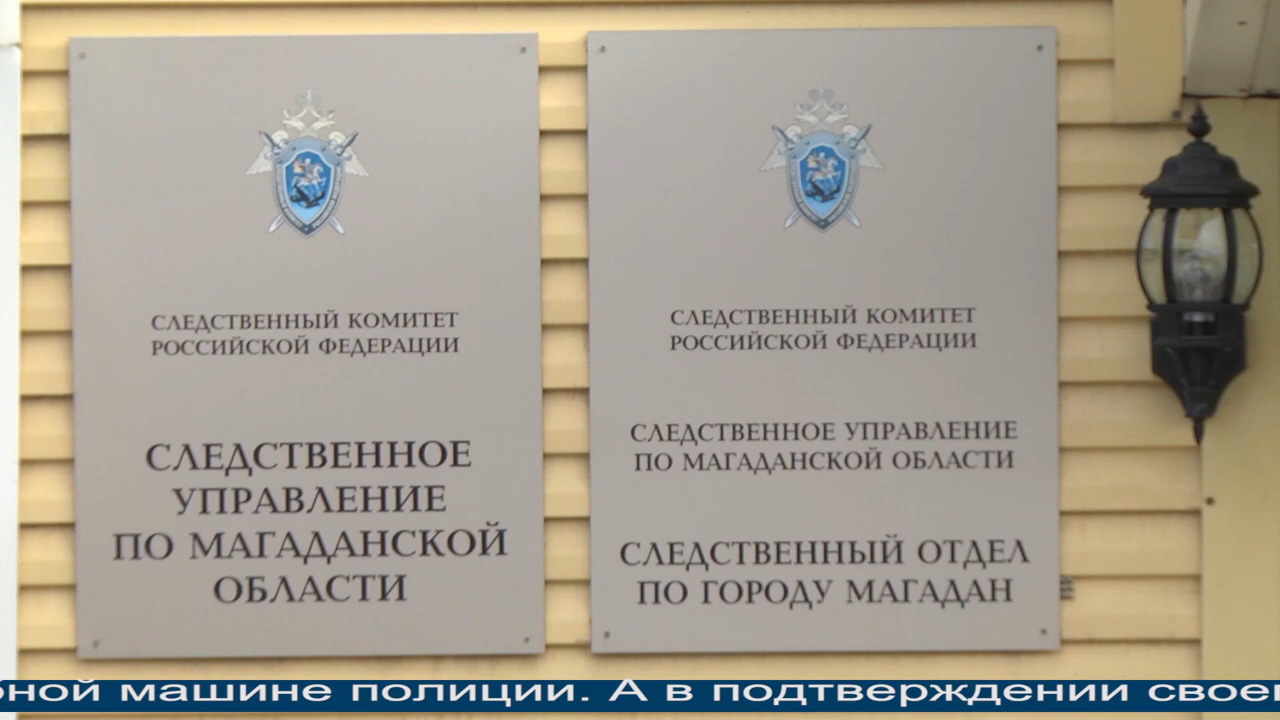 СЛЕДСТВЕННЫЙ КОМИТЕТ
РОССИЙСКОЙ ФЕДЕРАЦИИ
СЛЕДСТВЕННОЕ
УПРАВЛЕНИЕ
ПО МАГАДАНСКОЙ
ОБЛАСТИ
СЛЕДСТВЕННЫЙ КОМИТЕТ
РОССИЙСКОЙ ФЕДЕРАЦИИ
СЛЕДСТВЕННОЕ УПРАВЛЕНИЕ
ПО МАГАДАНСКОЙ ОБЛАСТИ
СЛЕДСТВЕННЫЙ ОТДЕЛ
ПО ГОРОДУ МАГАДАН
машине полиции. А в подтверждении